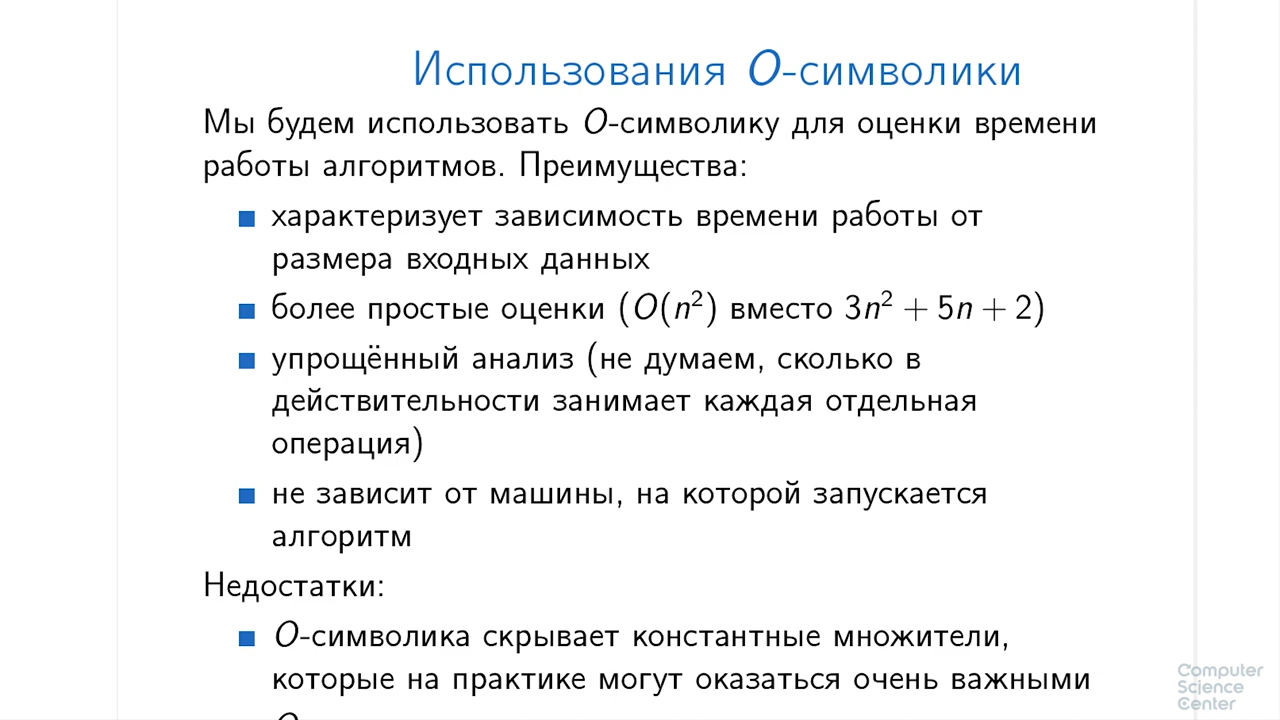 Использования O-символики
Мы будем использовать O-символику для оценки времени
работы алгоритмов. Преимущества:
характеризует зависимость времени работы от
размера входных данных
более простые оценки (O(n²) вместо 3n² + 5n + 2)
упрощённый анализ (не думаем, сколько в
действительности занимает каждая отдельная
операция)
не зависит от машины, на которой запускается
алгоритм
Недостатки:
O-символика скрывает константные множители,
которые на практике могут оказаться очень важными
Computer
Science
Center